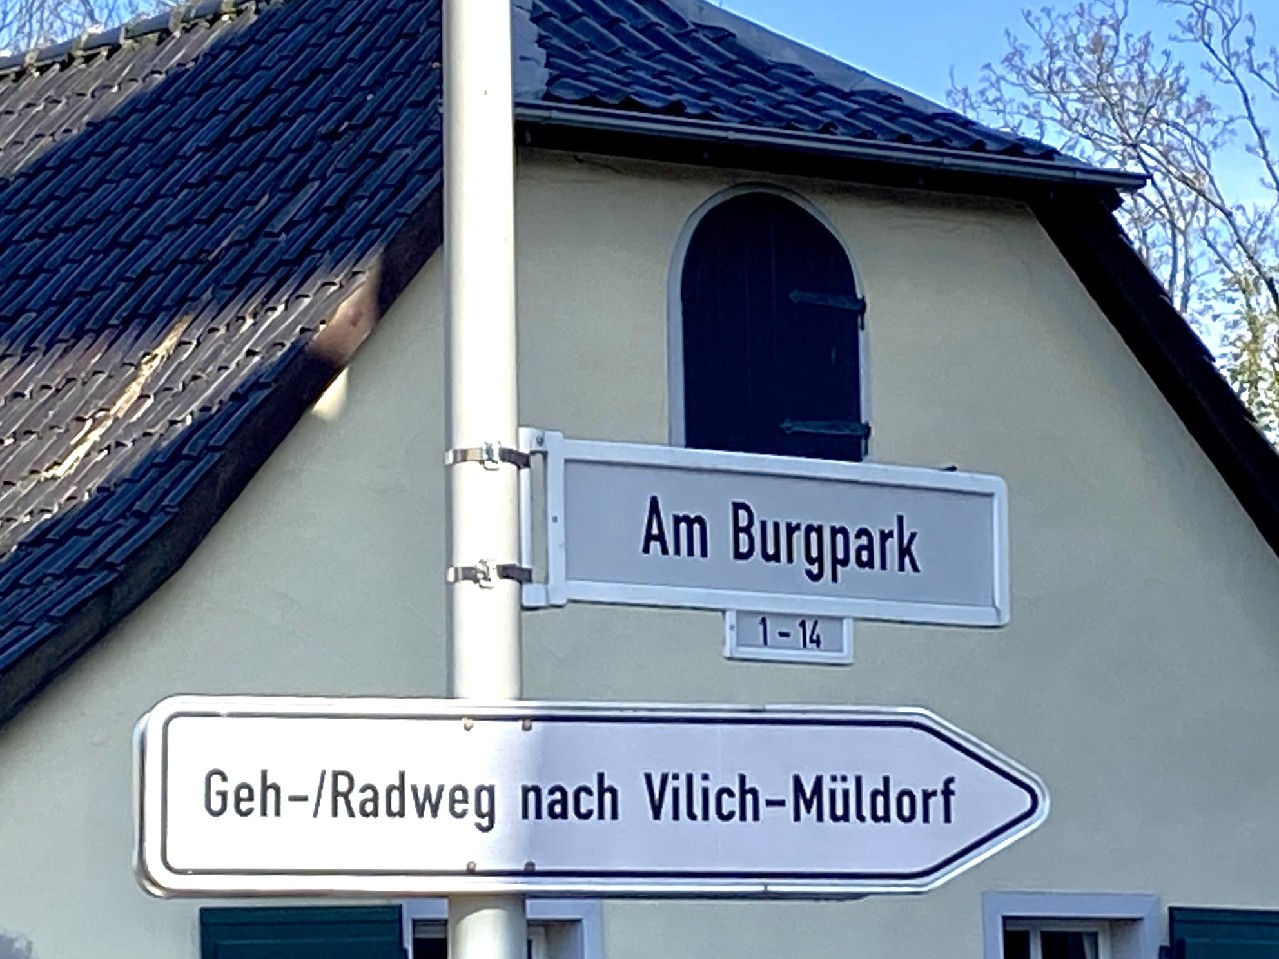 Am Burgpark
1-14
Geh-/Radweg nach Vilich-Müldorf